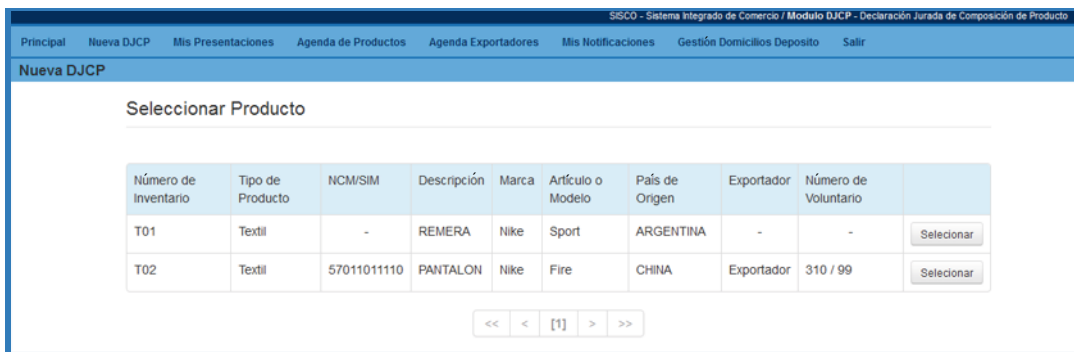 SISCO - Sistema Integrado de Comercio / Modulo DJCP - Declaración Jurada de Composición de Producto
Principal Nueva DJCP Mis Presentaciones Agenda de Productos Agenda Exportadores Mis Notificaciones Gestión Domicilios Deposito Salir
Nueva DJCP
Seleccionar Producto
Número de Inventario Tipo de Producto NCM/SIM Descripción Marca Artículo o Modelo País de Origen Exportador Número de Voluntario
T01 Textil - REMERA Nike Sport ARGENTINA - - Selecionar
T02 Textil 57011011110 PANTALON Nike Fire CHINA Exportador 310 / 99 Selecionar
<< < [1] > >>